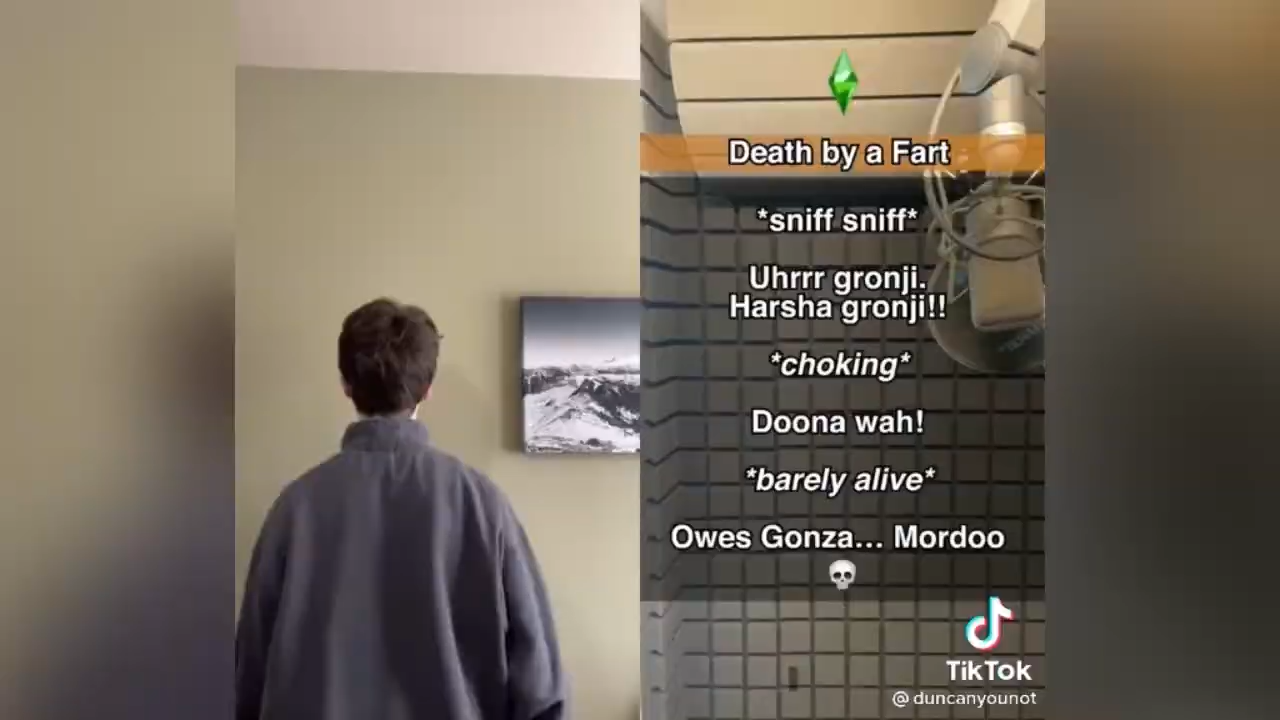 Death by a Fart
*sniff sniff*
Uhrrr gronji.
Harsha gronji!!
*choking*
Doona wah!
*barely alive*
Owes Gonza... Mordoo
💀
TikTok
@duncanyounot